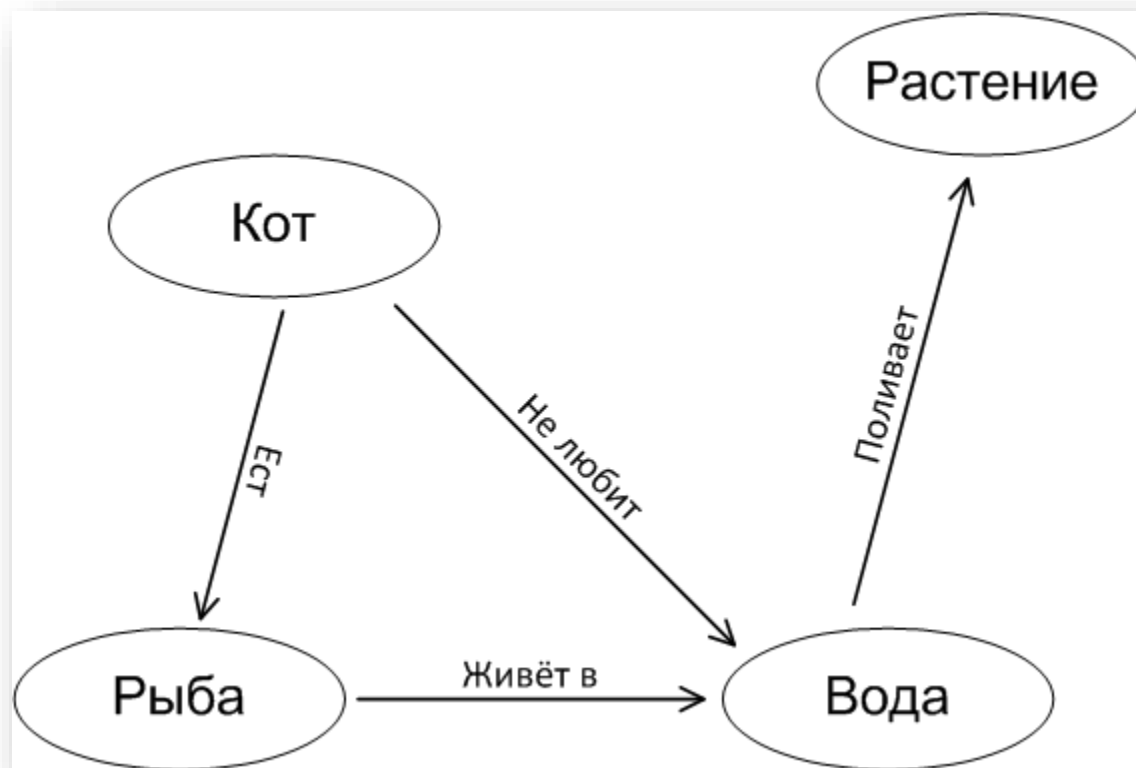 Растение
Кот
Поливает
Не любит
Ест
Живёт в
Рыба
Вода